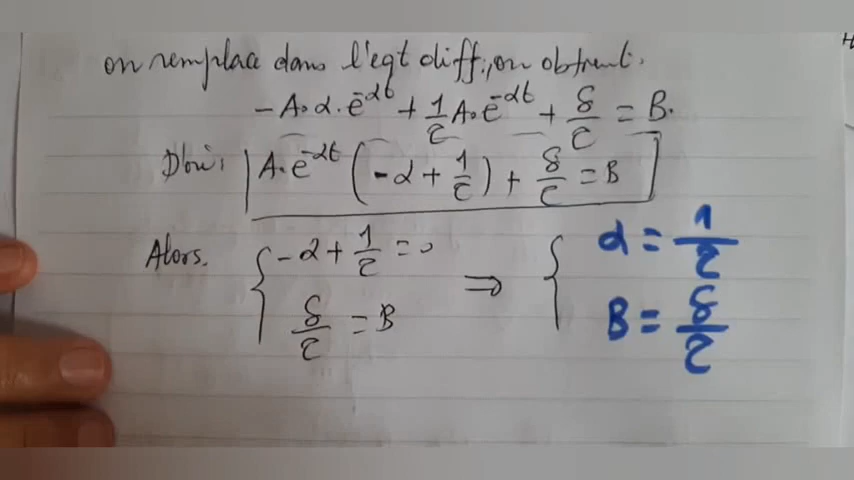 on remplace dans l'eqt diff, on obtient.
-A.α.e^-αt + 1/τ A.e^-αt + δ/τ = B.
D'où: A.e^-αt (-α + 1/τ) + δ/τ = B
Alors. { -α + 1/τ = 0 ⟹ { α = 1/τ
δ/τ = B B = δ/τ